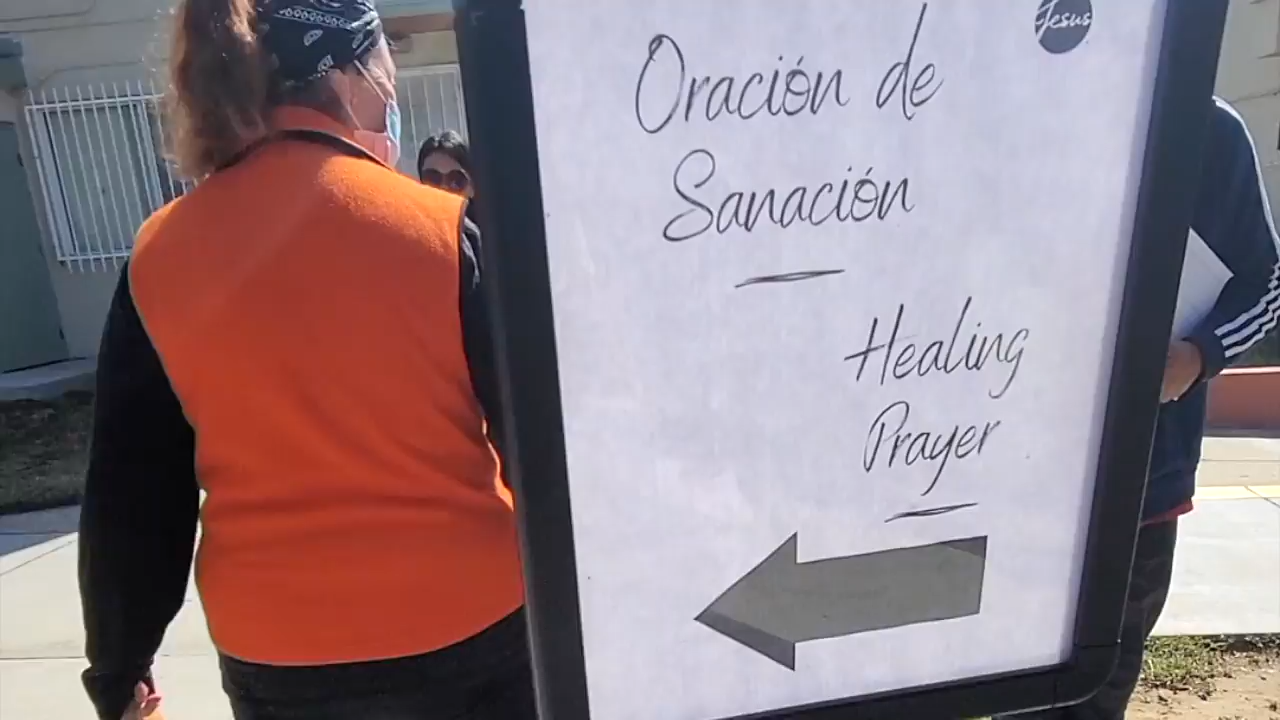 Jesus
Oración de
Sanación
Healing
Prayer